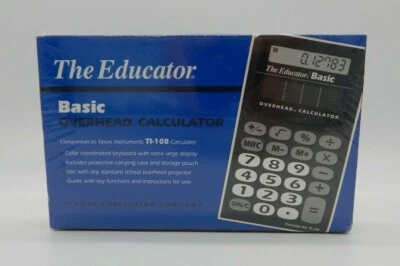 The Educator
Basic
OVERHEAD CALCULATOR
Companion to Texas Instruments TI-108 Calculator
Color coordinated keyboard with extra large display
Includes protective carrying case and storage pouch
Use with any standard school overhead projector
Guide with key functions and instructions for use
PUBLISHING COMPANY
M
0.12783
The Educator Basic
OVERHEAD CALCULATOR
+/- √ % ÷
MRC M- M+ ×
7 8 9 -
4 5 6 +
1 2 3
ON/C 0 . =